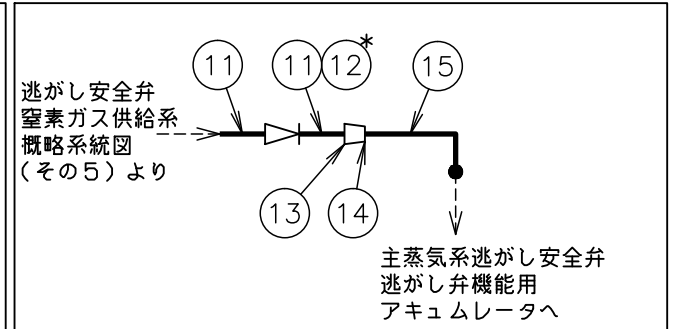 11
11
12
*
15
逃がし安全弁
窒素ガス供給系
概略系統図
(その5)より
13
14
主蒸気系逃がし安全弁
逃がし弁機能用
アキュムレータへ